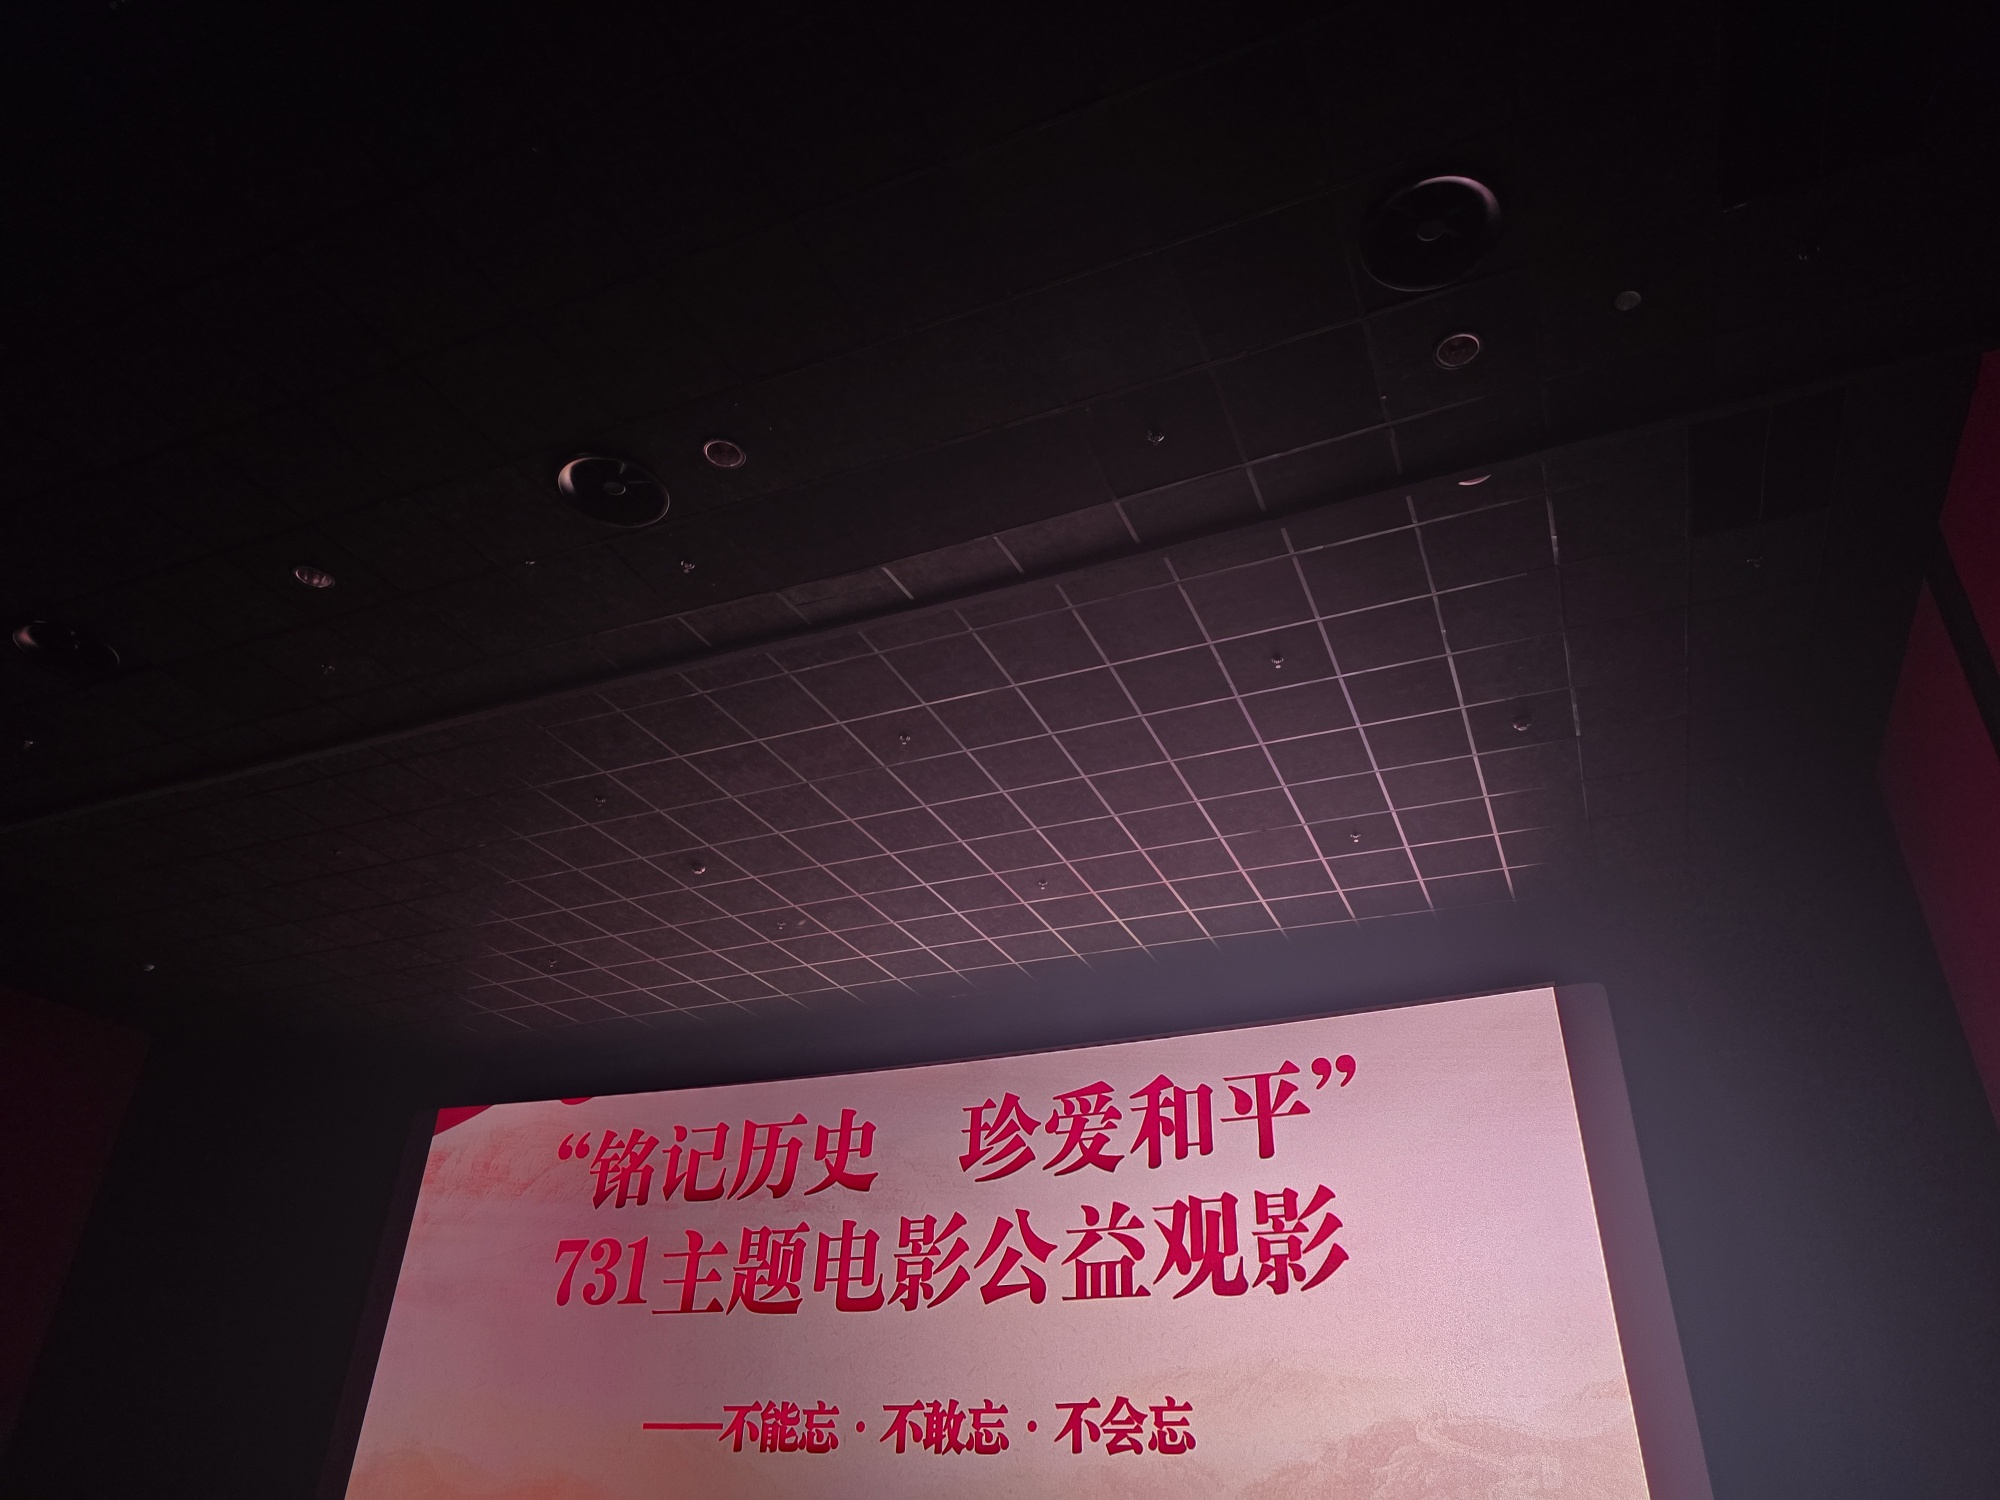 “铭记历史　珍爱和平”
731主题电影公益观影
——不能忘·不敢忘·不会忘